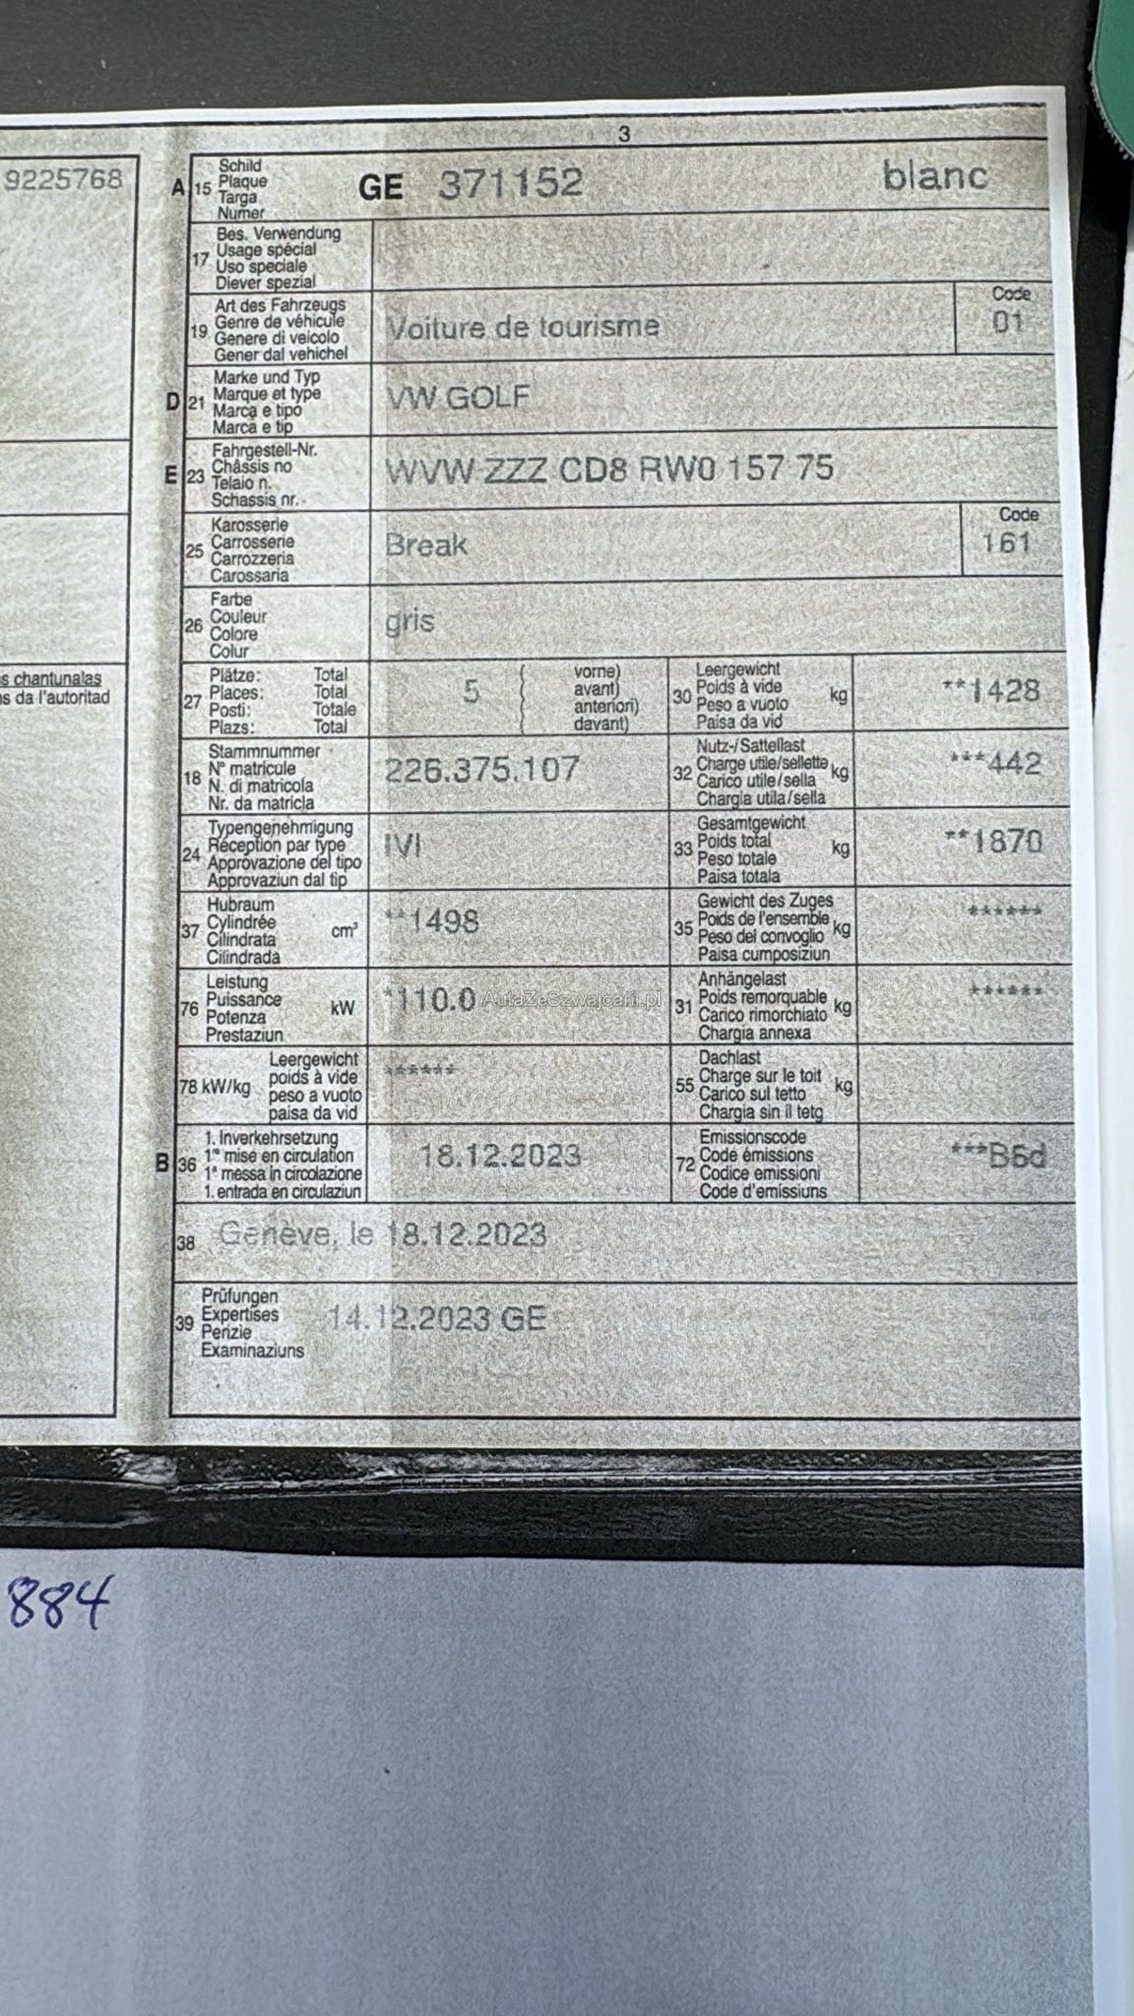 3
9225768
A 15 Schild
Plaque
Targa
Numer
GE 371152 blanc
17 Bes. Verwendung
Usage spécial
Uso speciale
Diever spezial
19 Art des Fahrzeugs
Genre de véhicule
Genere di veicolo
Gener dal vehichel
Voiture de tourisme
Code
01
D 21 Marke und Typ
Marque et type
Marca e tipo
Marca e tip
VW GOLF
E 23 Fahrgestell-Nr.
Châssis no
Telaio n.
Schassis nr.
WVW ZZZ CD8 RW0 157 75
25 Karosserie
Carrosserie
Carrozzeria
Carossaria
Break
Code
161
26 Farbe
Couleur
Colore
Colur
gris
s chantunalas
s da l'autoritad
27 Plätze: Total
Places: Total
Posti: Totale
Plazs: Total
5
( vorne)
( avant)
( anteriori)
( davant)
30 Leergewicht
Poids à vide
Peso a vuoto
Paisa da vid
kg
**1428
18 Stammnummer
N° matricule
N. di matricola
Nr. da matricla
226.375.107
32 Nutz-/Sattellast
Charge utile/sellette
Carico utile/sella
Chargia utila/sella
kg
***442
24 Typengenehmigung
Réception par type
Approvazione del tipo
Approvaziun dal tip
IVI
33 Gesamtgewicht
Poids total
Peso totale
Paisa totala
kg
**1870
37 Hubraum
Cylindrée
Cilindrata
Cilindrada
cm³
**1498
35 Gewicht des Zuges
Poids de l'ensemble
Peso del convoglio
Paisa cumposiziun
kg
******
76 Leistung
Puissance
Potenza
Prestaziun
kW
*110.0
AutaZeSzwajcarii.pl
31 Anhängelast
Poids remorquable
Carico rimorchiato
Chargia annexa
kg
******
78 kW/kg
Leergewicht
poids à vide
peso a vuoto
paisa da vid
******
55 Dachlast
Charge sur le toit
Carico sul tetto
Chargia sin il tetg
kg
B 36 1. Inverkehrsetzung
1re mise en circulation
1a messa in circolazione
1. entrada en circulaziun
18.12.2023
72 Emissionscode
Code émissions
Codice emissioni
Code d'emissiuns
***B6d
38 Genève, le 18.12.2023
39 Prüfungen
Expertises
Perizie
Examinaziuns
14.12.2023 GE
884